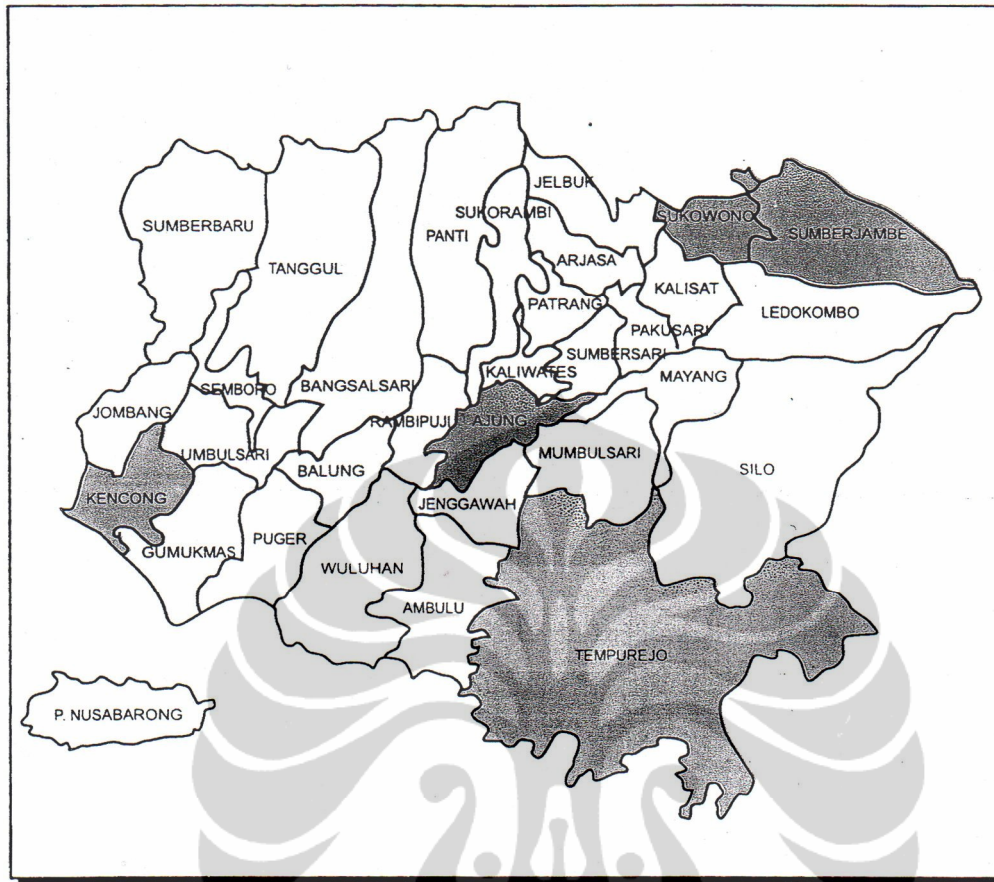 JELBUK
SUKOWONO
SUMBERBARU
SUKORAMBI
PANTI
SUMBERJAMBE
TANGGUL
ARJASA
KALISAT
PATRANG
LEDOKOMBO
PAKUSARI
SUMBERSARI
KALIWATES
MAYANG
SEMBORO
BANGSALSARI
JOMBANG
RAMBIPUJU
AJUNG
UMBULSARI
MUMBULSARI
BALUNG
SILO
KENCONG
JENGGAWAH
PUGER
GUMUKMAS
WULUHAN
AMBULU
TEMPUREJO
P. NUSABARONG